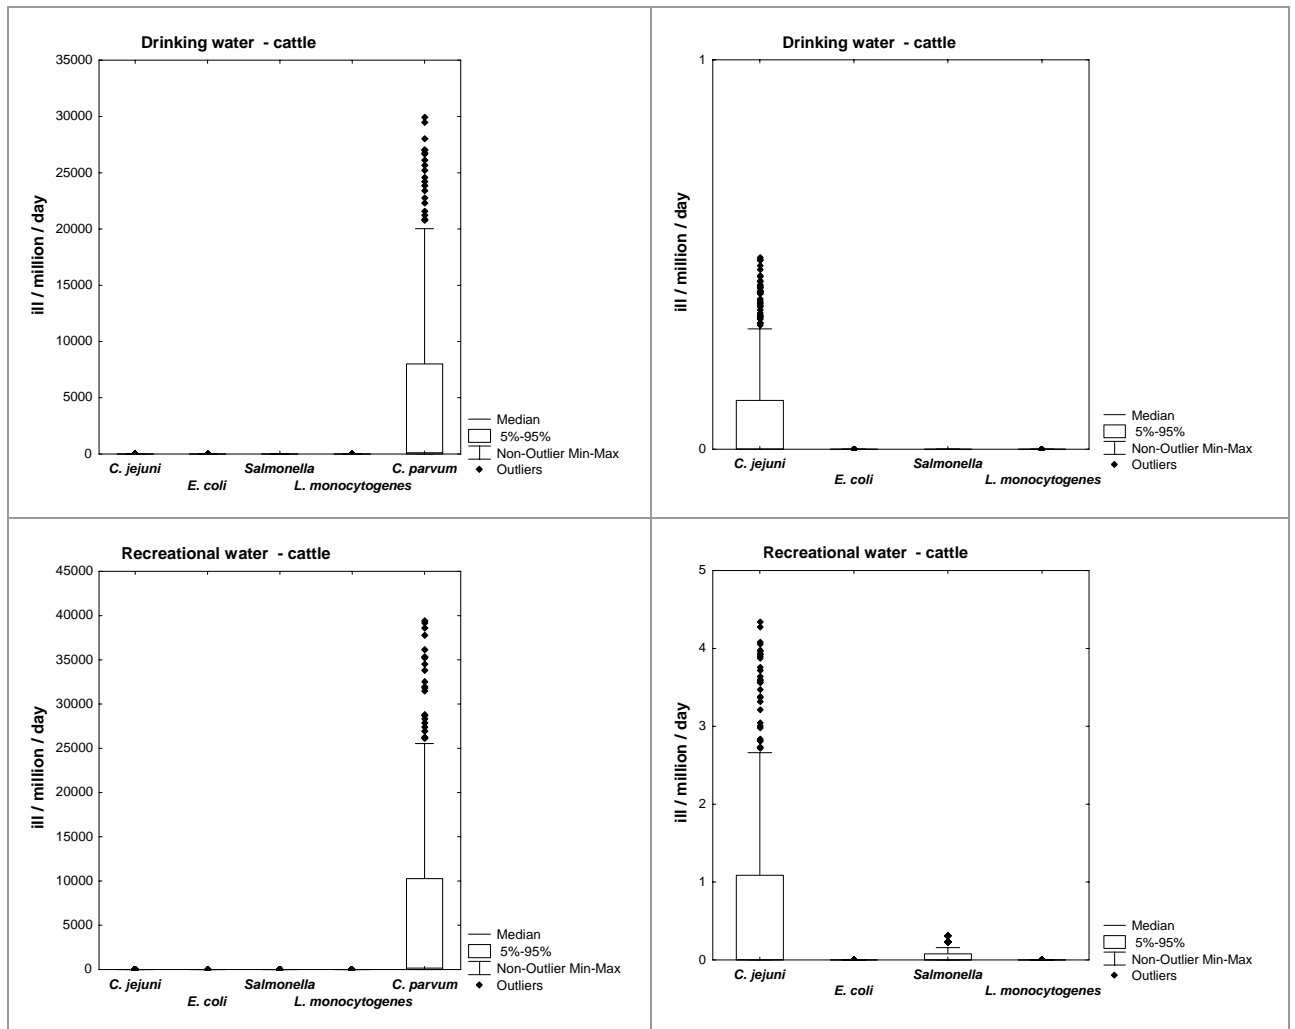 Drinking water - cattle
ill / million / day
35000
30000
25000
20000
15000
10000
5000
0
C. jejuni
E. coli
Salmonella
L. monocytogenes
C. parvum
Median
5%-95%
Non-Outlier Min-Max
Outliers
Drinking water - cattle
ill / million / day
1
0
C. jejuni
E. coli
Salmonella
L. monocytogenes
Median
5%-95%
Non-Outlier Min-Max
Outliers
Recreational water - cattle
ill / million / day
45000
40000
35000
30000
25000
20000
15000
10000
5000
0
C. jejuni
E. coli
Salmonella
L. monocytogenes
C. parvum
Median
5%-95%
Non-Outlier Min-Max
Outliers
Recreational water - cattle
ill / million / day
5
4
3
2
1
0
C. jejuni
E. coli
Salmonella
L. monocytogenes
Median
5%-95%
Non-Outlier Min-Max
Outliers